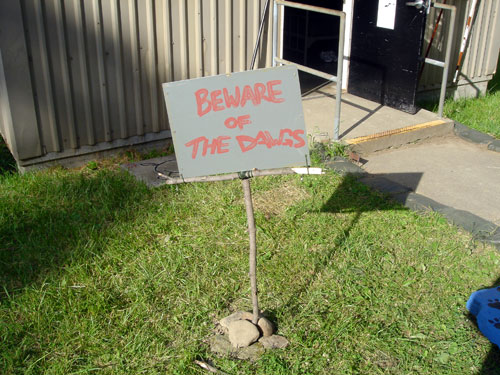 BEWARE
OF
THE DAWGS